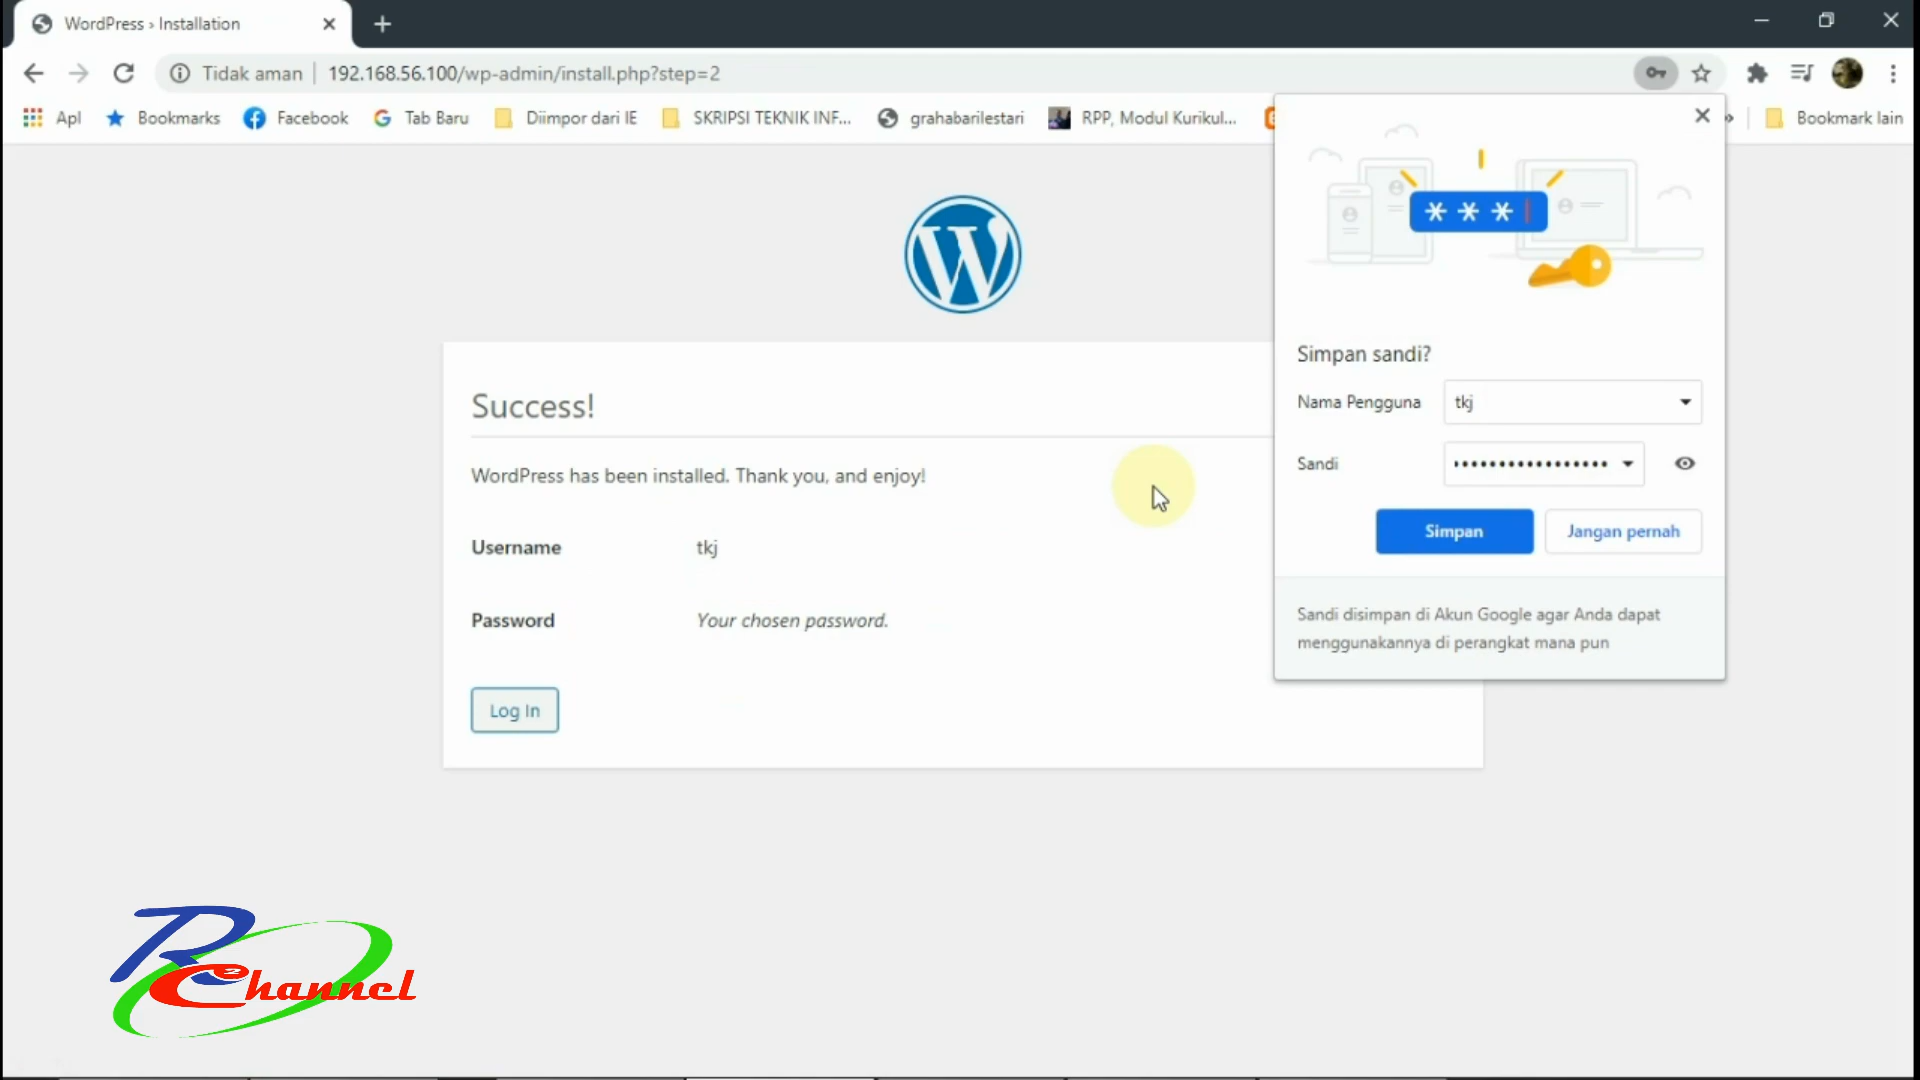 WordPress › Installation
Tidak aman
192.168.56.100/wp-admin/install.php?step=2
Apl
Bookmarks
Facebook
Tab Baru
Diimpor dari IE
SKRIPSI TEKNIK INF...
grahabarilestari
RPP, Modul Kurikul...
»
Bookmark lain
***
Simpan sandi?
Nama Pengguna
tkj
Sandi
•••••••••••••••••
Simpan
Jangan pernah
Sandi disimpan di Akun Google agar Anda dapat
menggunakannya di perangkat mana pun
Success!
WordPress has been installed. Thank you, and enjoy!
Username
tkj
Password
Your chosen password.
Log In
R2 Channel